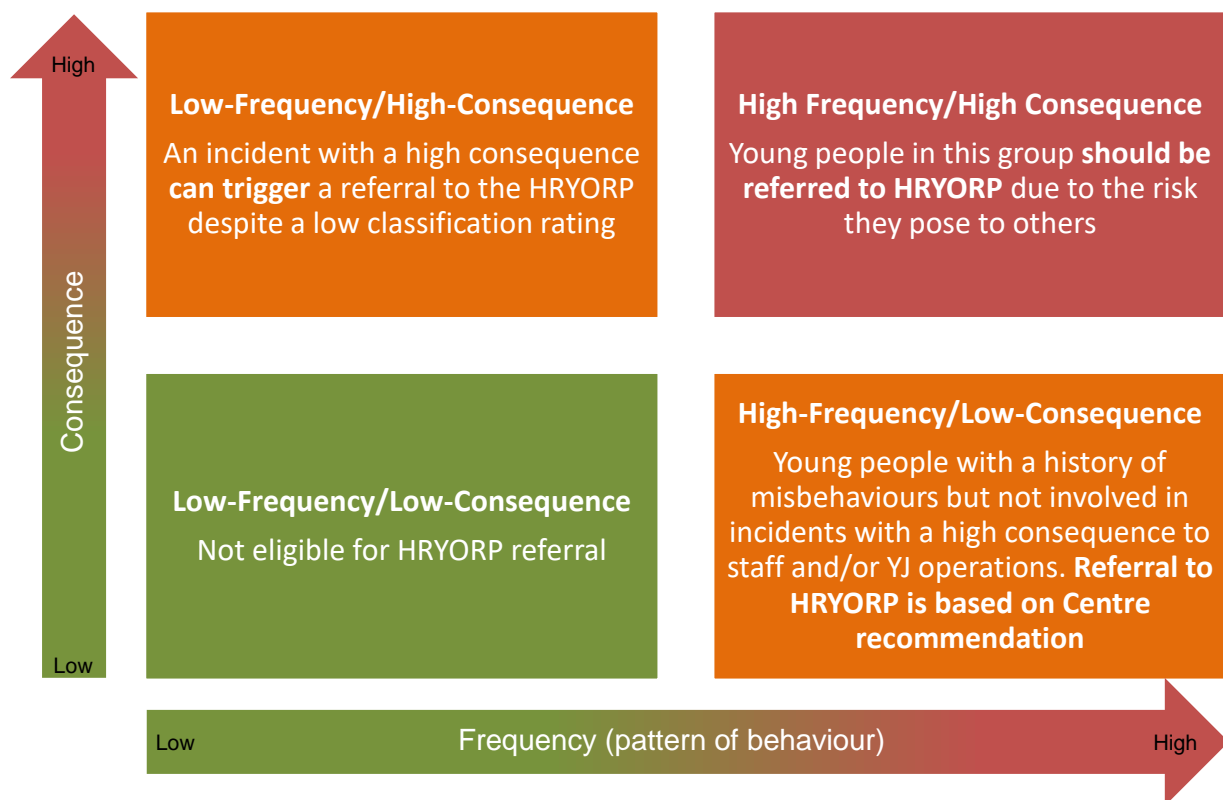 High
Consequence
Low
Low-Frequency/High-Consequence
An incident with a high consequence
can trigger a referral to the HRYORP
despite a low classification rating
High Frequency/High Consequence
Young people in this group should be
referred to HRYORP due to the risk
they pose to others
Low-Frequency/Low-Consequence
Not eligible for HRYORP referral
High-Frequency/Low-Consequence
Young people with a history of
misbehaviours but not involved in
incidents with a high consequence to
staff and/or YJ operations. Referral to
HRYORP is based on Centre
recommendation
Low
Frequency (pattern of behaviour)
High